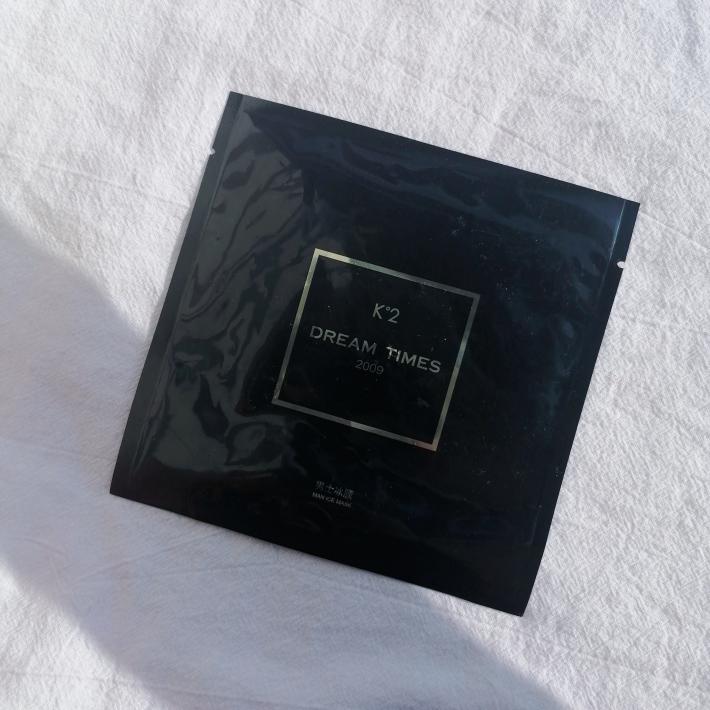 K°2
DREAM TIMES
2009
男士冰膜
MAN ICE MASK